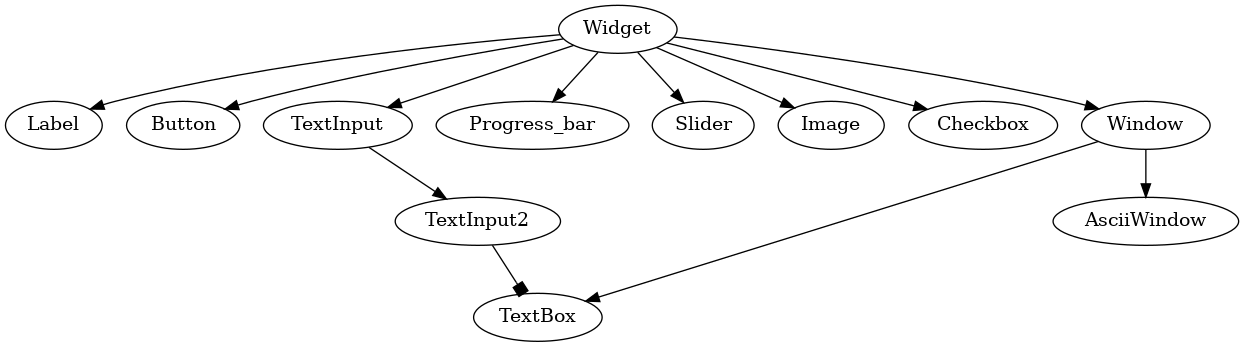 Widget
Label
Button
TextInput
Progress_bar
Slider
Image
Checkbox
Window
TextInput2
AsciiWindow
TextBox